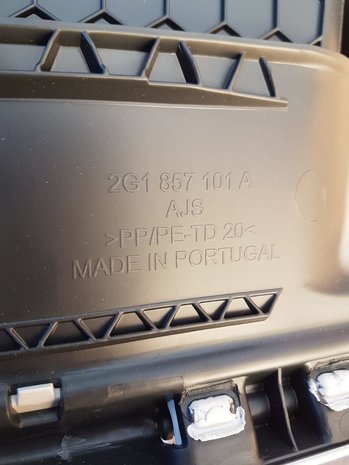 2G1 857 101 A
AJS
>PP/PE-TD 20<
MADE IN PORTUGAL